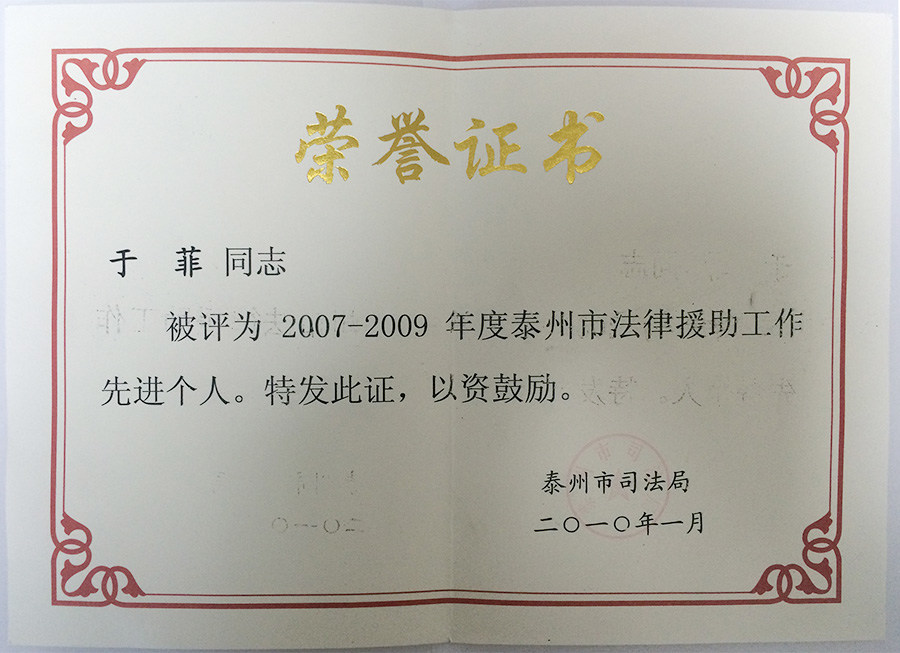 荣誉证书
于 菲 同志
被评为 2007-2009 年度泰州市法律援助工作
先进个人。特发此证，以资鼓励。
泰州市司法局
二〇一〇年一月